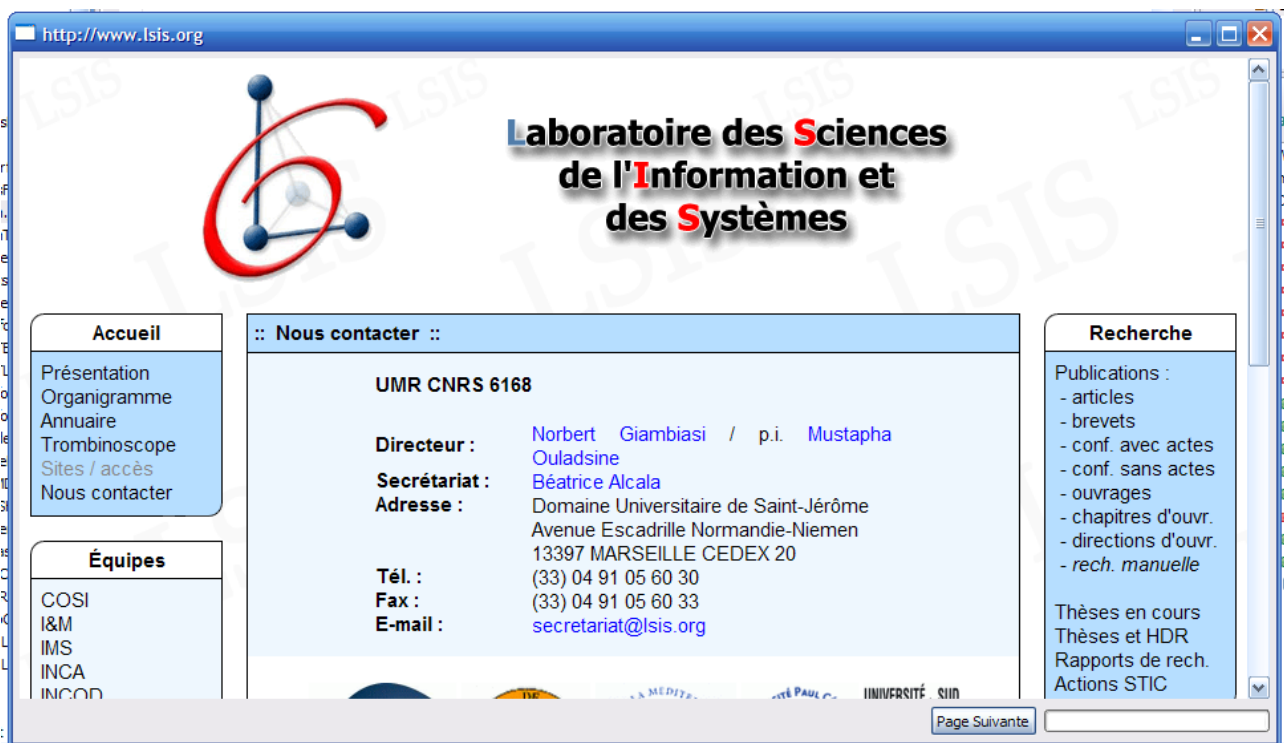 http://www.lsis.org
Laboratoire des Sciences
de l'Information et
des Systèmes
Accueil
Présentation
Organigramme
Annuaire
Trombinoscope
Sites / accès
Nous contacter
Équipes
COSI
I&M
IMS
INCA
INCOD
:: Nous contacter ::
UMR CNRS 6168
Directeur : Norbert Giambiasi / p.i. Mustapha
Ouladsine
Secrétariat : Béatrice Alcala
Adresse : Domaine Universitaire de Saint-Jérôme
Avenue Escadrille Normandie-Niemen
13397 MARSEILLE CEDEX 20
Tél. : (33) 04 91 05 60 30
Fax : (33) 04 91 05 60 33
E-mail : secretariat@lsis.org
Recherche
Publications :
- articles
- brevets
- conf. avec actes
- conf. sans actes
- ouvrages
- chapitres d'ouvr.
- directions d'ouvr.
- rech. manuelle
Thèses en cours
Thèses et HDR
Rapports de rech.
Actions STIC
UNIVERSITÉ SUD
Page Suivante